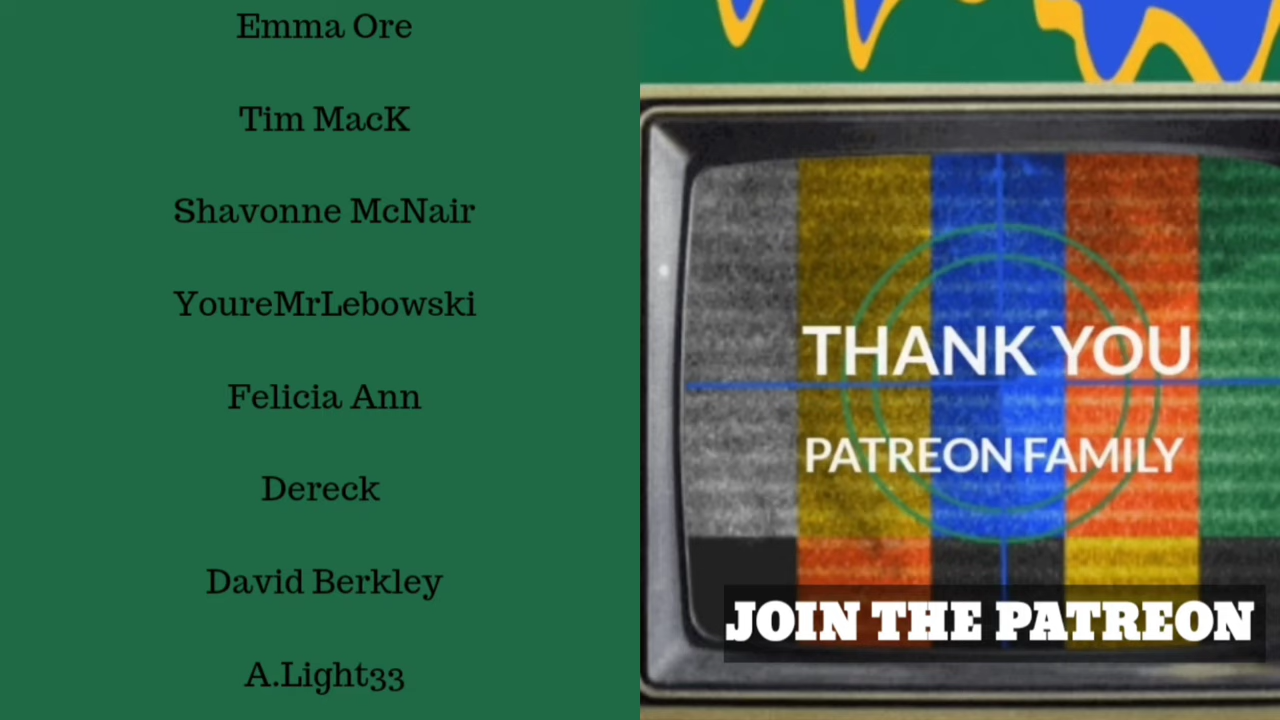 Emma Ore
Tim MacK
Shavonne McNair
YoureMrLebowski
Felicia Ann
Dereck
David Berkley
A.Light33
THANK YOU
PATREON FAMILY
JOIN THE PATREON